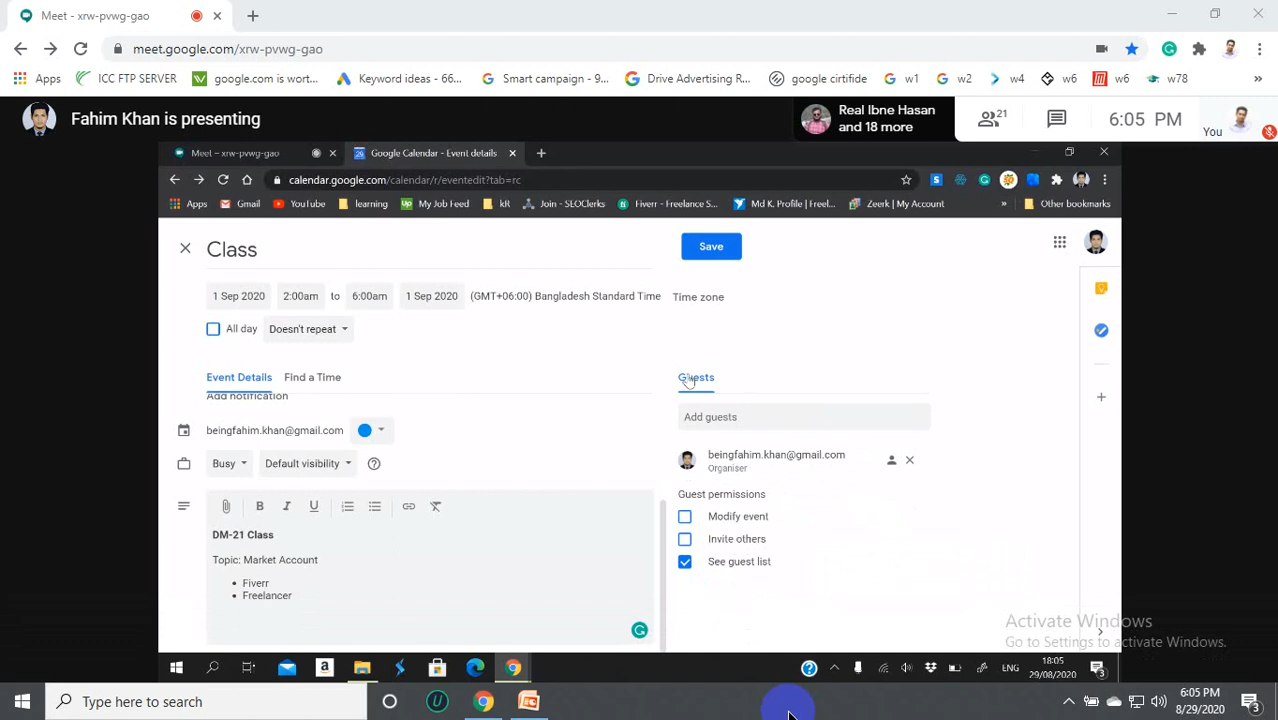 Meet - xrw-pvwg-gao
meet.google.com/xrw-pvwg-gao
Apps ICC FTP SERVER google.com is wort... Keyword ideas - 66... Smart campaign - 9... Drive Advertising R... google cirtifide w1 w2 w4 w6 w6 w78 »
Fahim Khan is presenting
Real Ibne Hasan
and 18 more
21
6:05 PM
You
Meet – xrw-pvwg-gao
Google Calendar - Event details
calendar.google.com/calendar/r/eventedit?tab=rc
Apps Gmail YouTube learning My Job Feed kR Join - SEOClerks Fiverr - Freelance S... Md K. Profile | Freel... Zeerk | My Account » Other bookmarks
Class
Save
1 Sep 2020 2:00am to 6:00am 1 Sep 2020 (GMT+06:00) Bangladesh Standard Time Time zone
All day Doesn't repeat
Event Details Find a Time Guests
Add notification
Add guests
beingfahim.khan@gmail.com
beingfahim.khan@gmail.com
Organiser
Busy Default visibility
Guest permissions
B I U
Modify event
DM-21 Class
Invite others
Topic: Market Account
See guest list
Fiverr
Freelancer
Activate Windows
Go to Settings to activate Windows.
ENG
18:05
29/08/2020
3
Type here to search
6:05 PM
8/29/2020
3